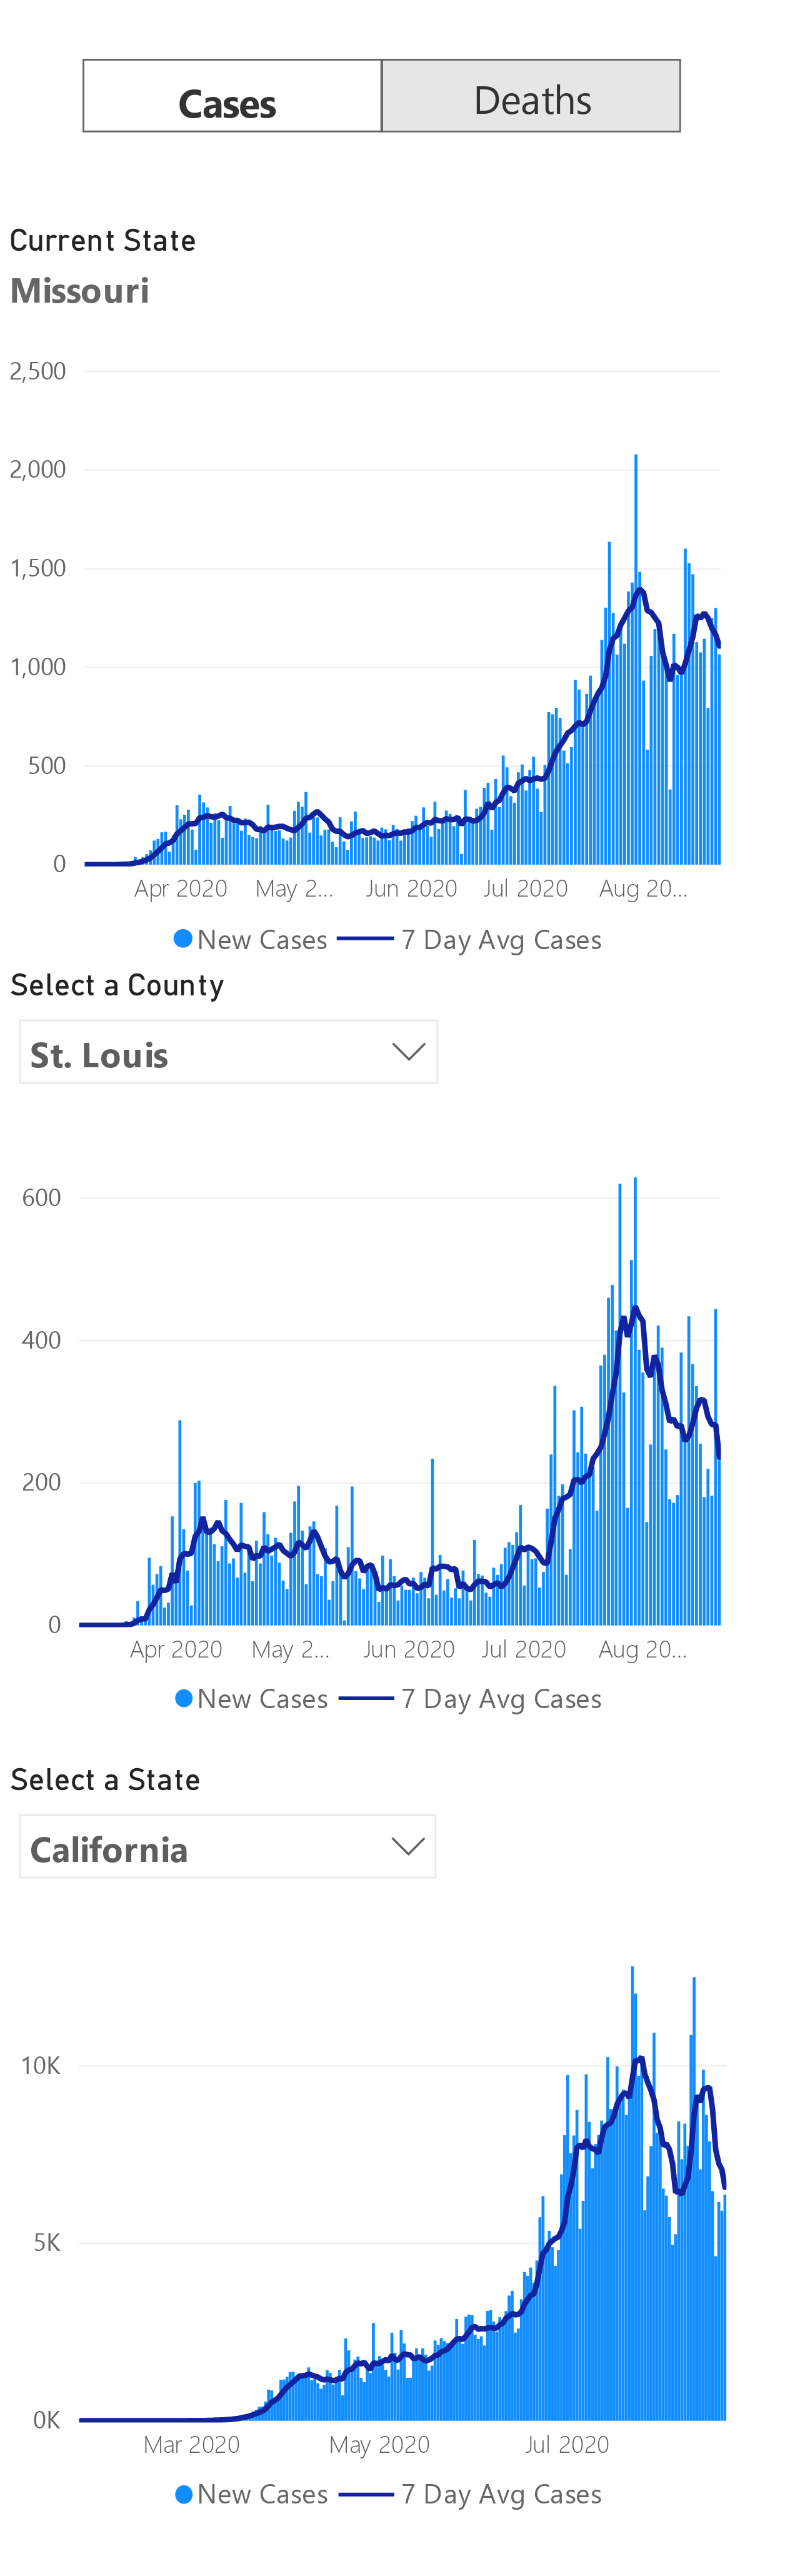 Cases Deaths
Current State
Missouri
2,500
2,000
1,500
1,000
500
0
Apr 2020 May 2... Jun 2020 Jul 2020 Aug 20...
New Cases 7 Day Avg Cases
Select a County
St. Louis
600
400
200
0
Apr 2020 May 2... Jun 2020 Jul 2020 Aug 20...
New Cases 7 Day Avg Cases
Select a State
California
10K
5K
0K
Mar 2020 May 2020 Jul 2020
New Cases 7 Day Avg Cases